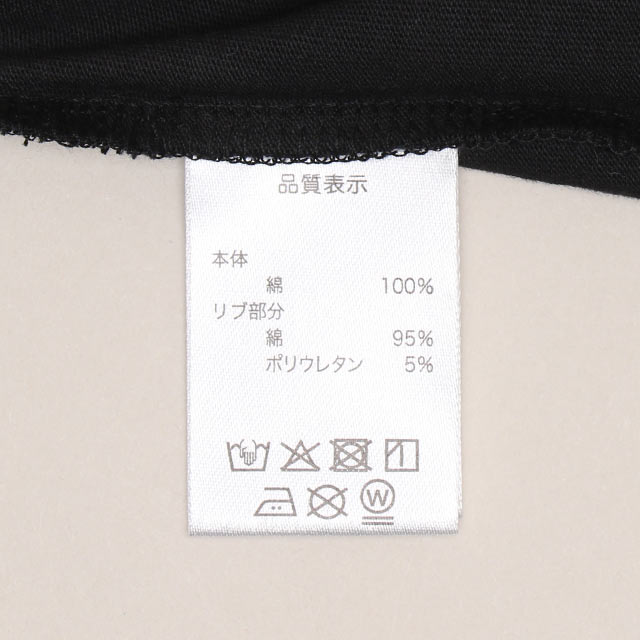 品質表示
本体
綿 100%
リブ部分
綿 95%
ポリウレタン 5%
W